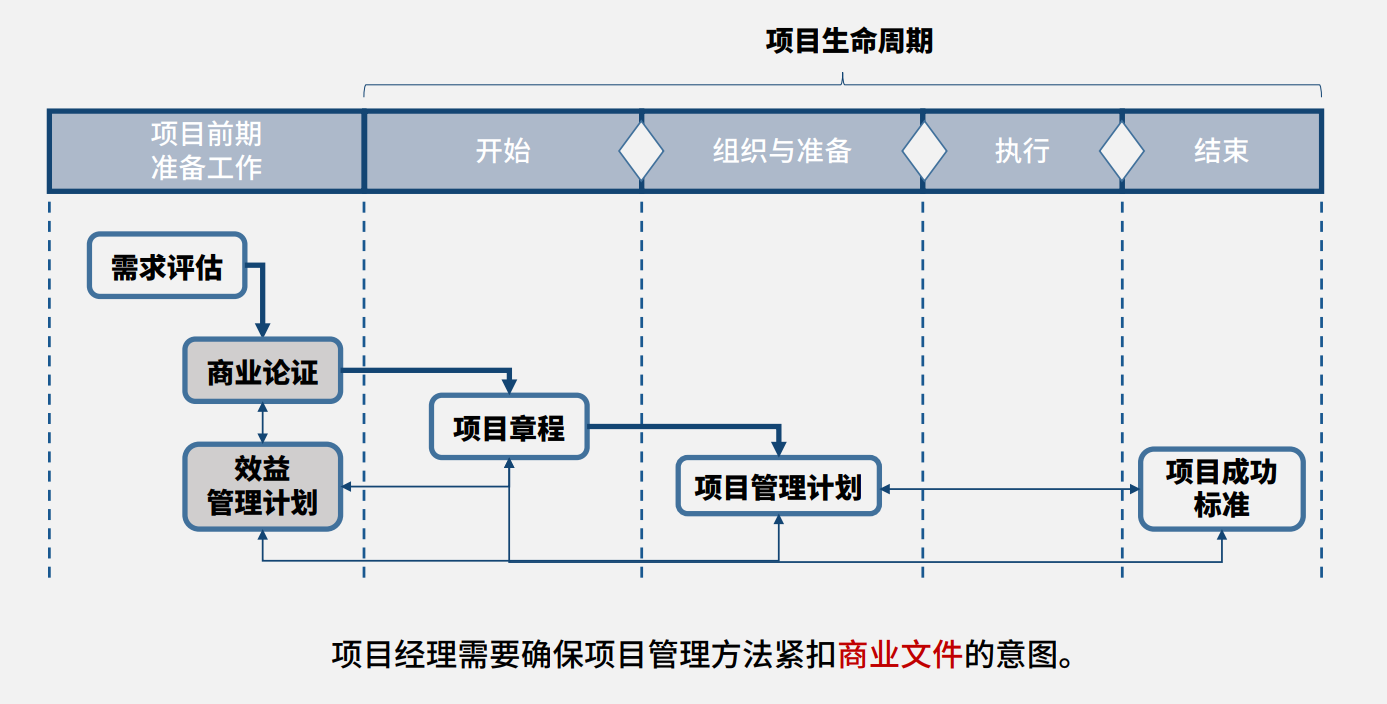 项目生命周期
项目前期
准备工作
开始
组织与准备
执行
结束
需求评估
商业论证
项目章程
效益
管理计划
项目管理计划
项目成功
标准
项目经理需要确保项目管理方法紧扣商业文件的意图。